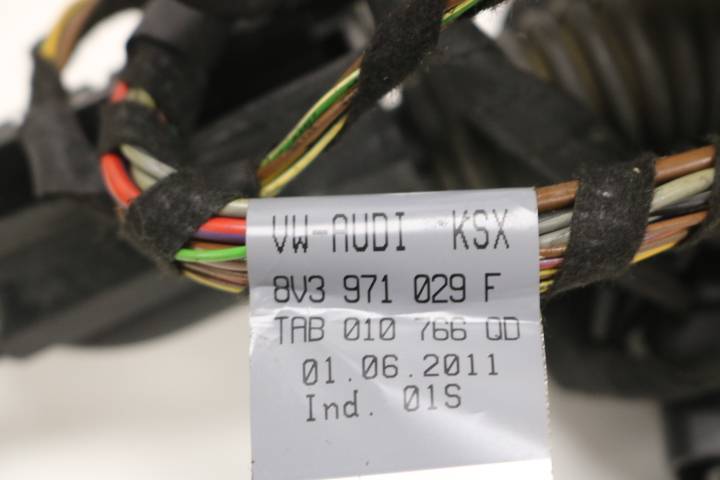 VW-AUDI KSX
8V3 971 029 F
TAB 010 766 QD
01.06.2011
Ind. 01S